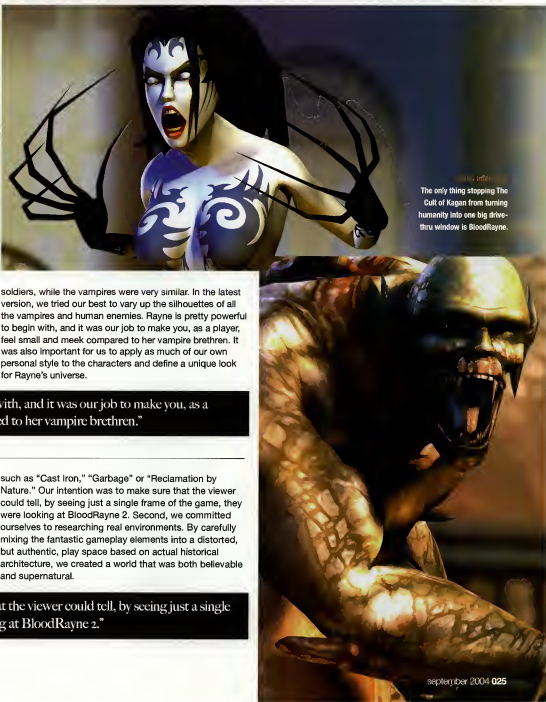 The only thing stopping The
Cult of Kagan from turning
humanity into one big drive-
thru window is BloodRayne.
soldiers, while the vampires were very similar. In the latest
version, we tried our best to vary up the silhouettes of all
the vampires and human enemies. Rayne is pretty powerful
to begin with, and it was our job to make you, as a player,
feel small and meek compared to her vampire brethren. It
was also important for us to apply as much of our own
personal style to the characters and define a unique look
for Rayne's universe.
with, and it was our job to make you, as a
ed to her vampire brethren."
such as "Cast Iron," "Garbage" or "Reclamation by
Nature." Our intention was to make sure that the viewer
could tell, by seeing just a single frame of the game, they
were looking at BloodRayne 2. Second, we committed
ourselves to researching real environments. By carefully
mixing the fantastic gameplay elements into a distorted,
but authentic, play space based on actual historical
architecture, we created a world that was both believable
and supernatural.
at the viewer could tell, by seeing just a single
g at BloodRayne 2."
september 2004 025